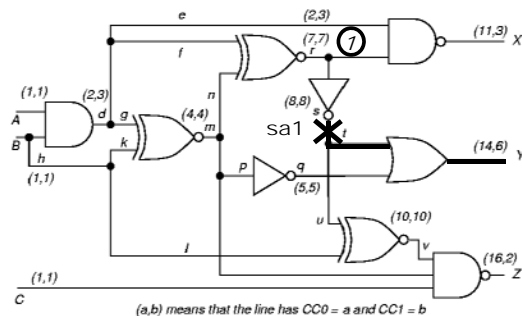 e
(2,3)
(11,3)
f
(7,7)
1
X
r
(1,1)
(2,3)
n
(8,8)
A
d
g
(4,4)
s
B
k
m
sa1
t
(14,6)
h
Y
(1,1)
p
q
(5,5)
u
(10,10)
l
v
(16,2)
(1,1)
Z
C
(a,b) means that the line has CC0 = a and CC1 = b